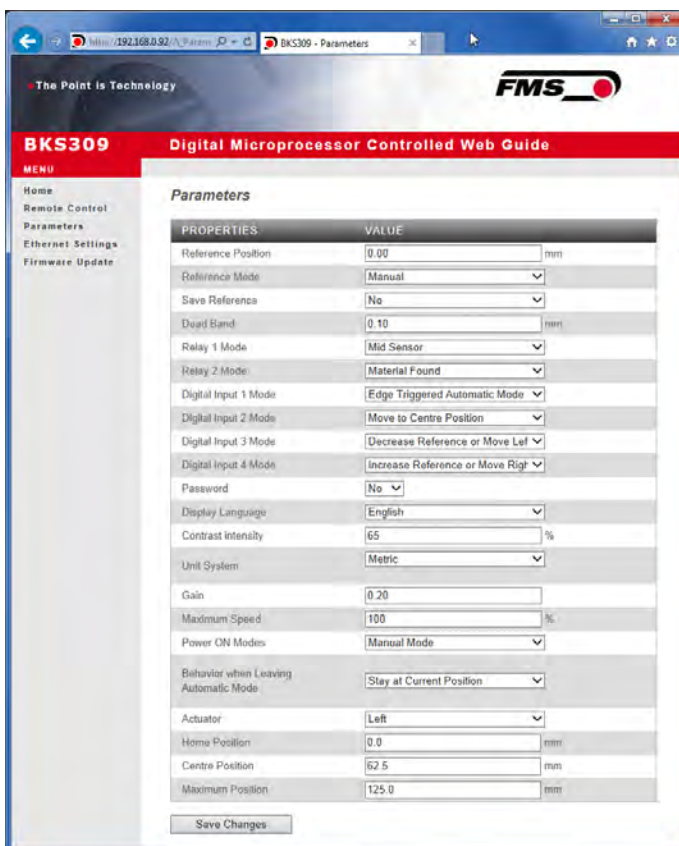 192.168.0.92/
BKS309 - Parameters
The Point is Technology
FMS
BKS309 Digital Microprocessor Controlled Web Guide
MENU
Home
Remote Control
Parameters
Ethernet Settings
Firmware Update
Parameters
PROPERTIES VALUE
Reference Position 0.00 mm
Reference Mode Manual
Save Reference No
Dead Band 0.10 mm
Relay 1 Mode Mid Sensor
Relay 2 Mode Material Found
Digital Input 1 Mode Edge Triggered Automatic Mode
Digital Input 2 Mode Move to Centre Position
Digital Input 3 Mode Decrease Reference or Move Lef
Digital Input 4 Mode Increase Reference or Move Righ
Password No
Display Language English
Contrast intensity 65 %
Unit System Metric
Gain 0.20
Maximum Speed 100 %
Power ON Modes Manual Mode
Behavior when Leaving
Automatic Mode Stay at Current Position
Actuator Left
Home Position 0.0 mm
Centre Position 62.5 mm
Maximum Position 125.0 mm
Save Changes